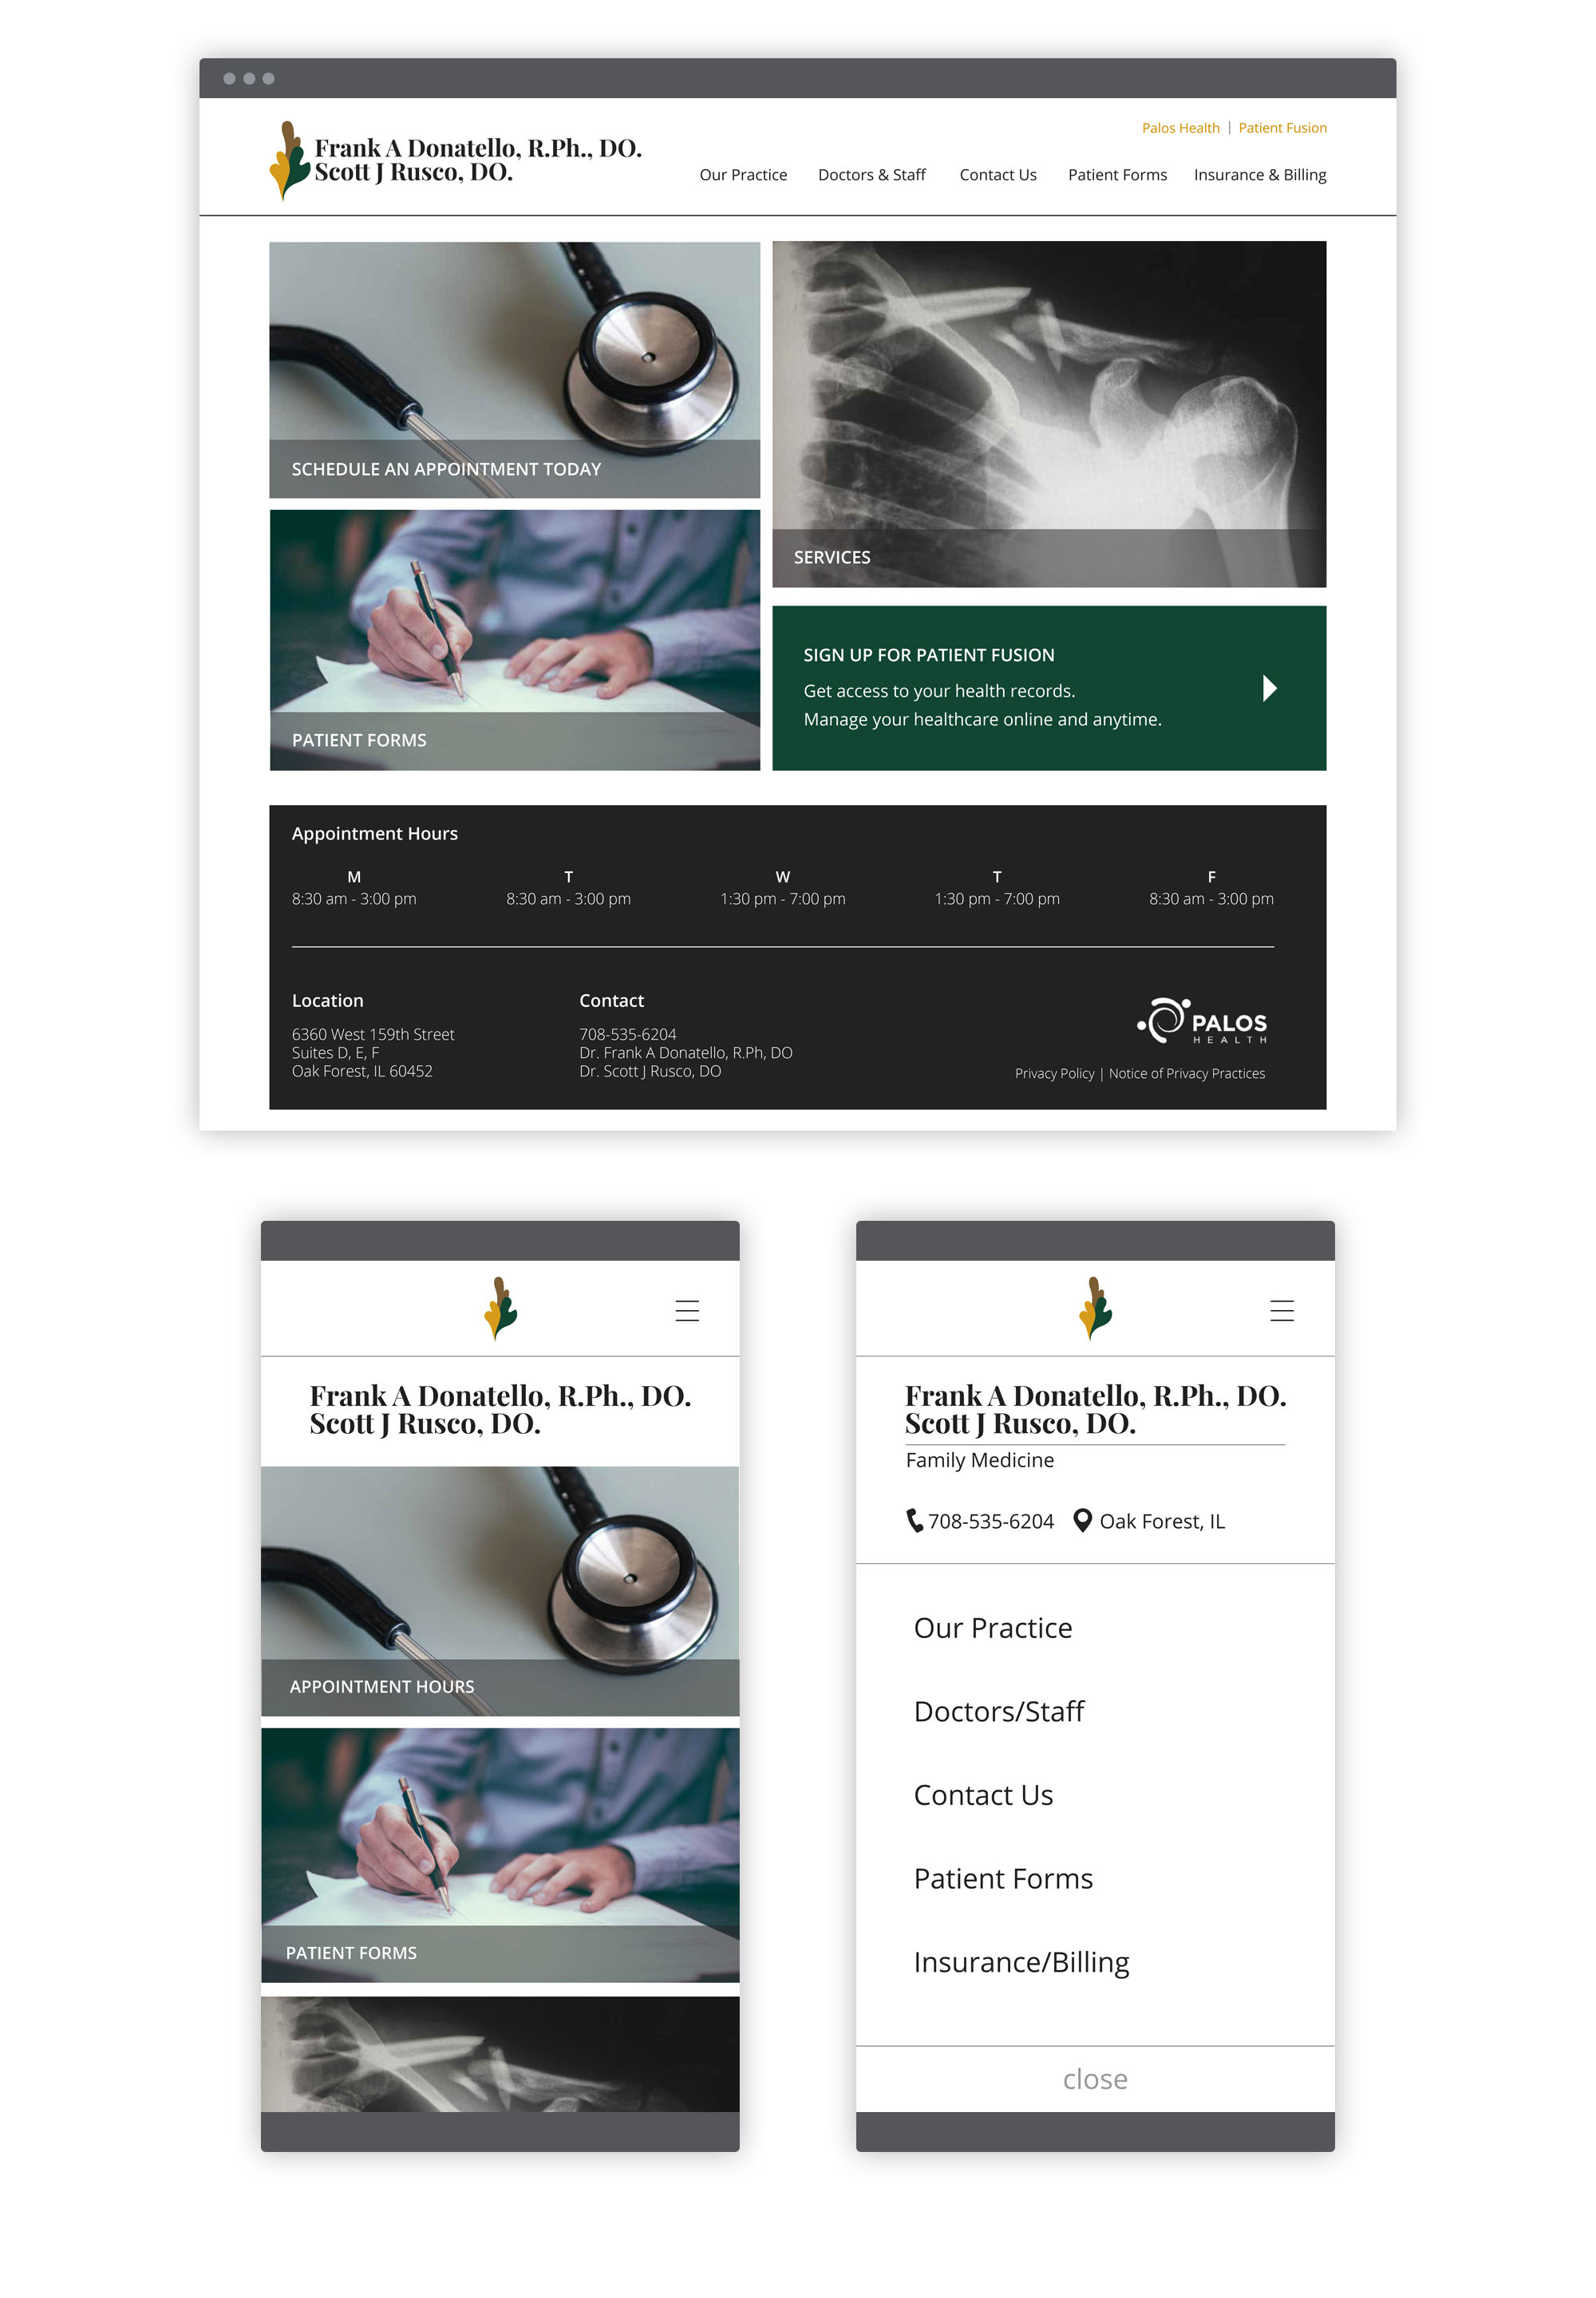 Palos Health | Patient Fusion
Frank A Donatello, R.Ph., DO.
Scott J Rusco, DO.
Our Practice Doctors & Staff Contact Us Patient Forms Insurance & Billing
SCHEDULE AN APPOINTMENT TODAY
SERVICES
PATIENT FORMS
SIGN UP FOR PATIENT FUSION
Get access to your health records.
Manage your healthcare online and anytime.
Appointment Hours
M T W T F
8:30 am - 3:00 pm 8:30 am - 3:00 pm 1:30 pm - 7:00 pm 1:30 pm - 7:00 pm 8:30 am - 3:00 pm
Location
6360 West 159th Street
Suites D, E, F
Oak Forest, IL 60452
Contact
708-535-6204
Dr. Frank A Donatello, R.Ph, DO
Dr. Scott J Rusco, DO
PALOS
HEALTH
Privacy Policy | Notice of Privacy Practices
Frank A Donatello, R.Ph., DO.
Scott J Rusco, DO.
APPOINTMENT HOURS
PATIENT FORMS
Frank A Donatello, R.Ph., DO.
Scott J Rusco, DO.
Family Medicine
708-535-6204 Oak Forest, IL
Our Practice
Doctors/Staff
Contact Us
Patient Forms
Insurance/Billing
close